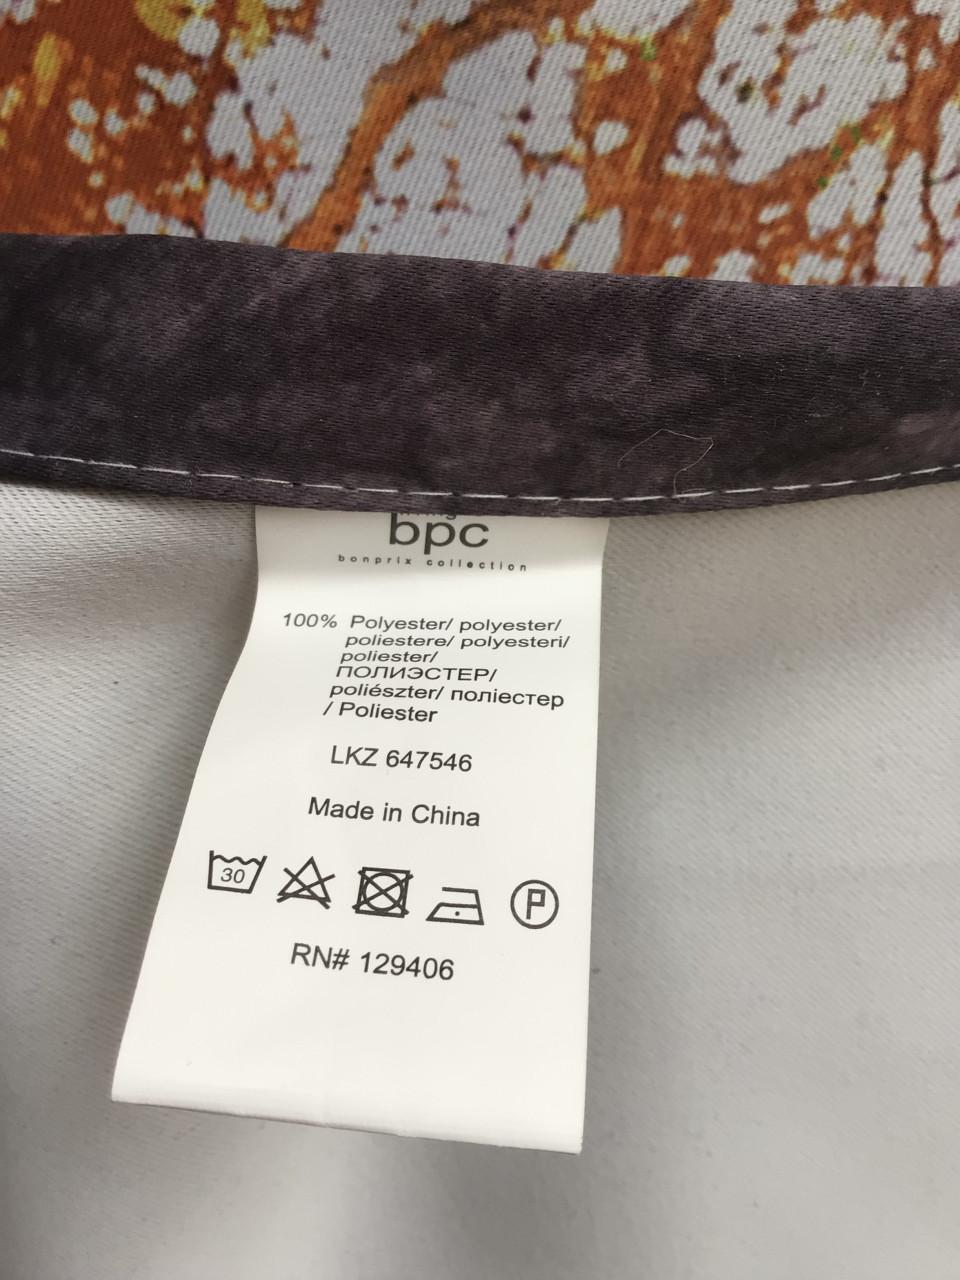 bpc
bonprix collection
100% Polyester/ polyester/
poliestere/ polyesteri/
poliester/
ПОЛИЭСТЕР/
poliészter/ поліестер
/ Poliester
LKZ 647546
Made in China
30
P
RN# 129406